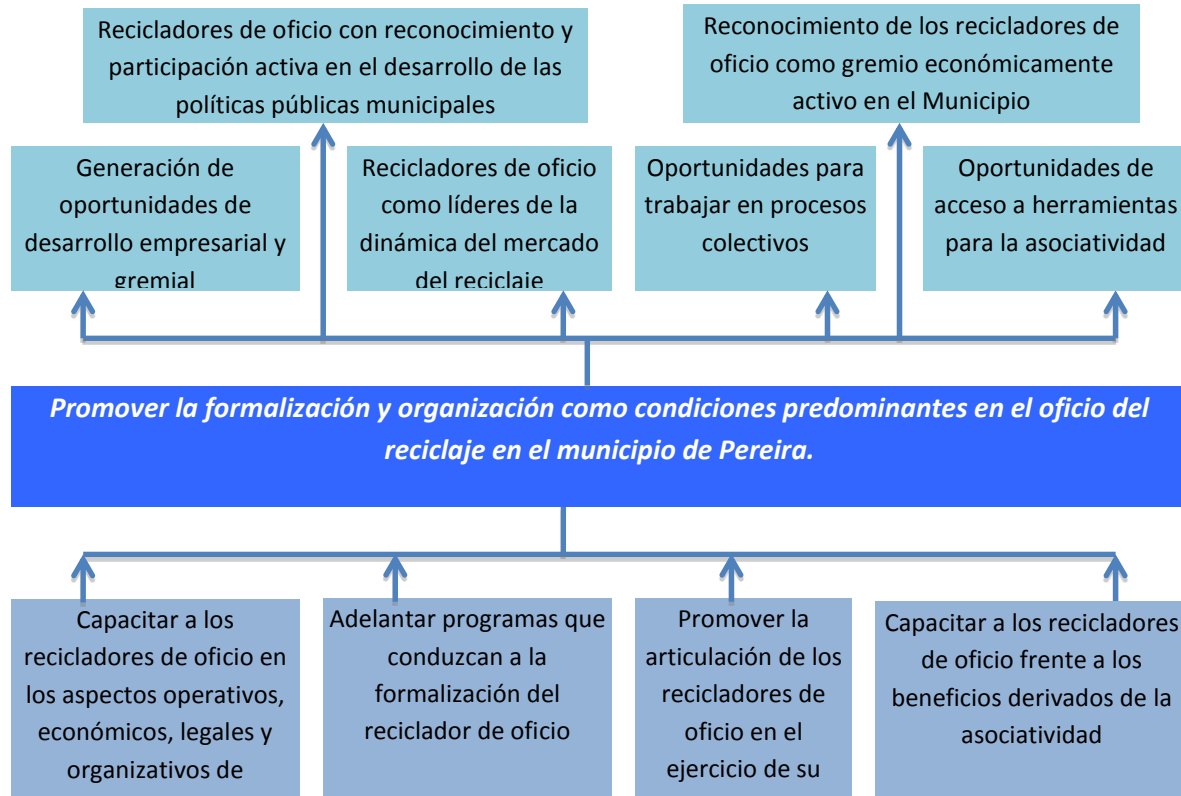 Recicladores de oficio con reconocimiento y
participación activa en el desarrollo de las
políticas públicas municipales
Reconocimiento de los recicladores de
oficio como gremio económicamente
activo en el Municipio
Generación de
oportunidades de
desarrollo empresarial y
gremial
Recicladores de oficio
como líderes de la
dinámica del mercado
del reciclaje
Oportunidades para
trabajar en procesos
colectivos
Oportunidades de
acceso a herramientas
para la asociatividad
Promover la formalización y organización como condiciones predominantes en el oficio del
reciclaje en el municipio de Pereira.
Capacitar a los
recicladores de oficio en
los aspectos operativos,
económicos, legales y
organizativos de
Adelantar programas que
conduzcan a la
formalización del
reciclador de oficio
Promover la
articulación de los
recicladores de
oficio en el
ejercicio de su
Capacitar a los recicladores
de oficio frente a los
beneficios derivados de la
asociatividad